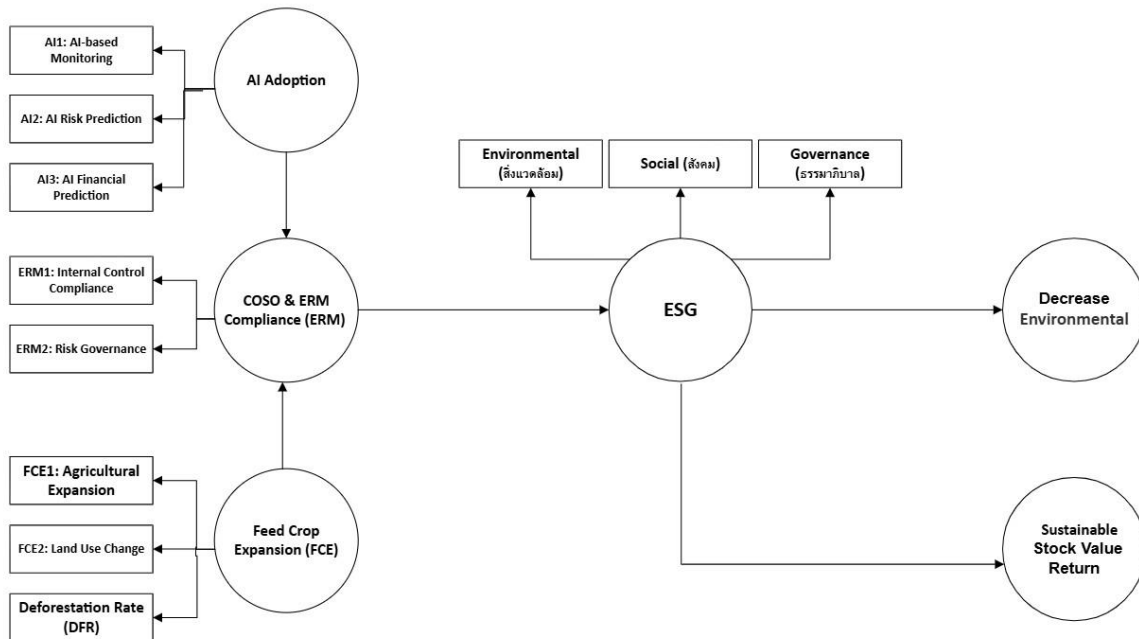 AI1: AI-based
Monitoring
AI2: AI Risk Prediction
AI3: AI Financial
Prediction
AI Adoption
Environmental
(สิ่งแวดล้อม)
Social (สังคม)
Governance
(ธรรมาภิบาล)
ERM1: Internal Control
Compliance
ERM2: Risk Governance
COSO & ERM
Compliance (ERM)
ESG
Decrease
Environmental
FCE1: Agricultural
Expansion
FCE2: Land Use Change
Deforestation Rate
(DFR)
Feed Crop
Expansion (FCE)
Sustainable
Stock Value
Return